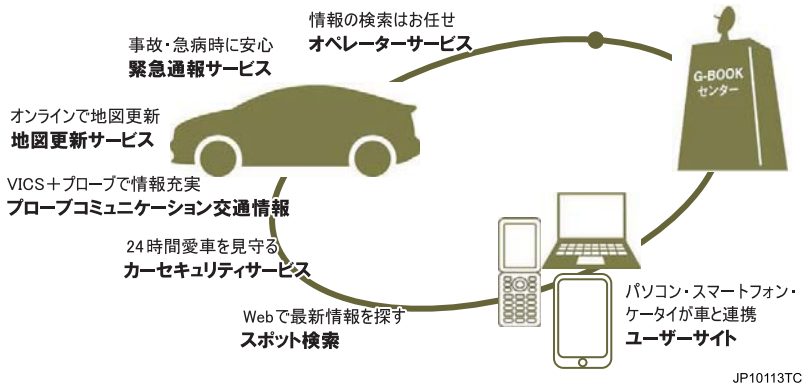 情報の検索はお任せ
オペレーターサービス
事故・急病時に安心
緊急通報サービス
G-BOOK
センター
オンラインで地図更新
地図更新サービス
VICS＋プローブで情報充実
プローブコミュニケーション交通情報
24時間愛車を見守る
カーセキュリティサービス
Webで最新情報を探す
スポット検索
パソコン・スマートフォン・
ケータイが車と連携
ユーザーサイト
JP10113TC